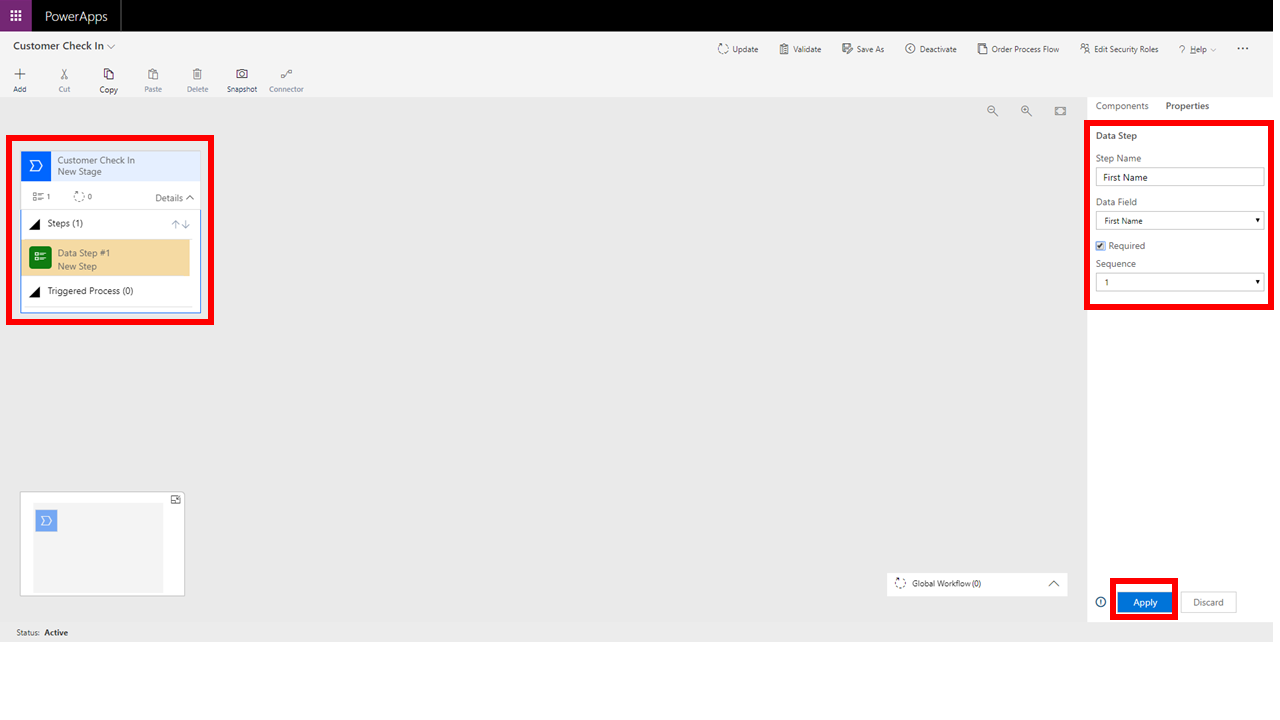 PowerApps
Customer Check In
Update
Validate
Save As
Deactivate
Order Process Flow
Edit Security Roles
? Help
...
Add
Cut
Copy
Paste
Delete
Snapshot
Connector
Components
Properties
Customer Check In
New Stage
1
0
Details
Steps (1)
Data Step #1
New Step
Triggered Process (0)
Data Step
Step Name
First Name
Data Field
First Name
Required
Sequence
1
Global Workflow (0)
Apply
Discard
Status: Active